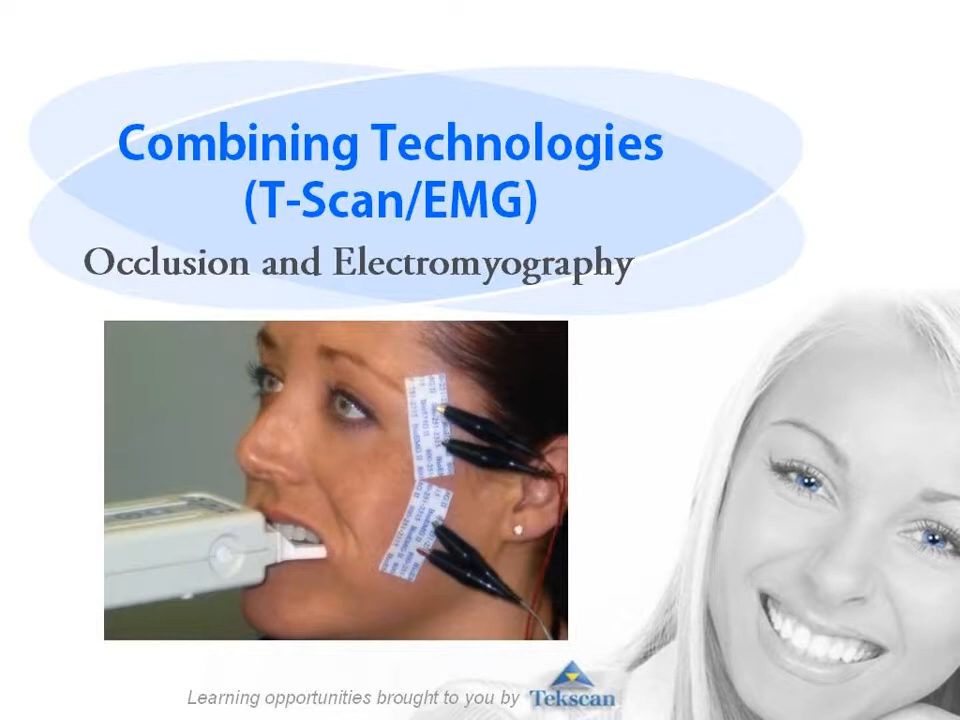 Combining Technologies
(T-Scan/EMG)
Occlusion and Electromyography
Learning opportunities brought to you by Tekscan